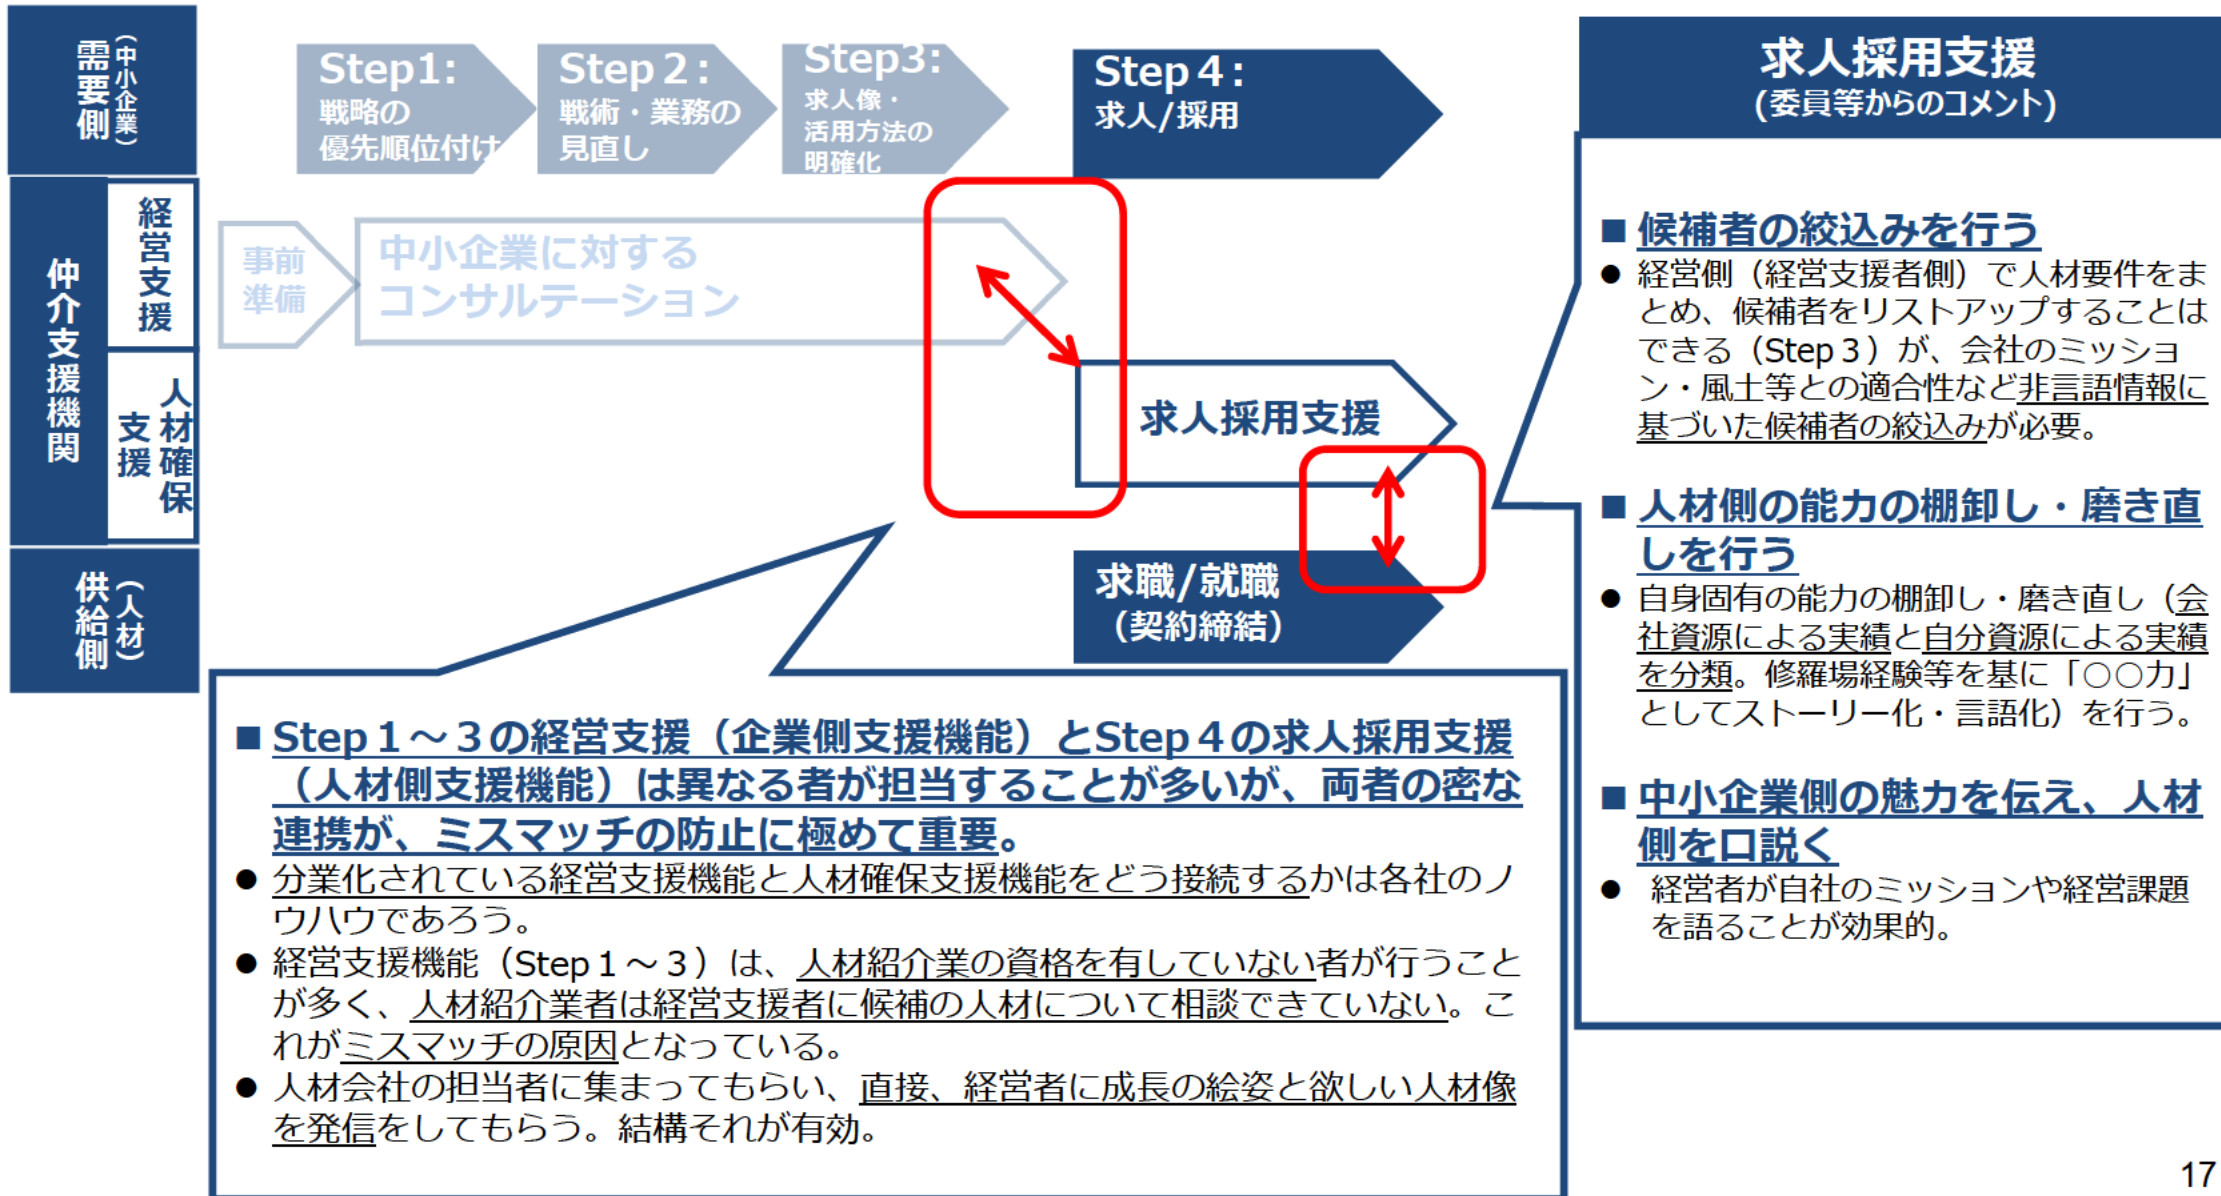 需要側
（中小企業）
Step1:
戦略の
優先順位付け
Step２:
戦術・業務の
見直し
Step3:
求人像・
活用方法の
明確化
Step４:
求人/採用
仲介支援機関
経営支援
事前
準備
中小企業に対する
コンサルテーション
人材確保
支援
求人採用支援
供給側
（人材）
求職/就職
（契約締結）
■ Step１～３の経営支援（企業側支援機能）とStep４の求人採用支援
（人材側支援機能）は異なる者が担当することが多いが、両者の密な
連携が、ミスマッチの防止に極めて重要。
● 分業化されている経営支援機能と人材確保支援機能をどう接続するかは各社のノ
ウハウであろう。
● 経営支援機能（Step１～３）は、人材紹介業の資格を有していない者が行うこと
が多く、人材紹介業者は経営支援者に候補の人材について相談できていない。こ
れがミスマッチの原因となっている。
● 人材会社の担当者に集まってもらい、直接、経営者に成長の絵姿と欲しい人材像
を発信をしてもらう。結構それが有効。
求人採用支援
(委員等からのコメント)
■ 候補者の絞込みを行う
● 経営側（経営支援者側）で人材要件をま
とめ、候補者をリストアップすることは
できる（Step３）が、会社のミッショ
ン・風土等との適合性など非言語情報に
基づいた候補者の絞込みが必要。
■ 人材側の能力の棚卸し・磨き直
しを行う
● 自身固有の能力の棚卸し・磨き直し（会
社資源による実績と自分資源による実績
を分類。修羅場経験等を基に「○○力」
としてストーリー化・言語化）を行う。
■ 中小企業側の魅力を伝え、人材
側を口説く
● 経営者が自社のミッションや経営課題
を語ることが効果的。
17